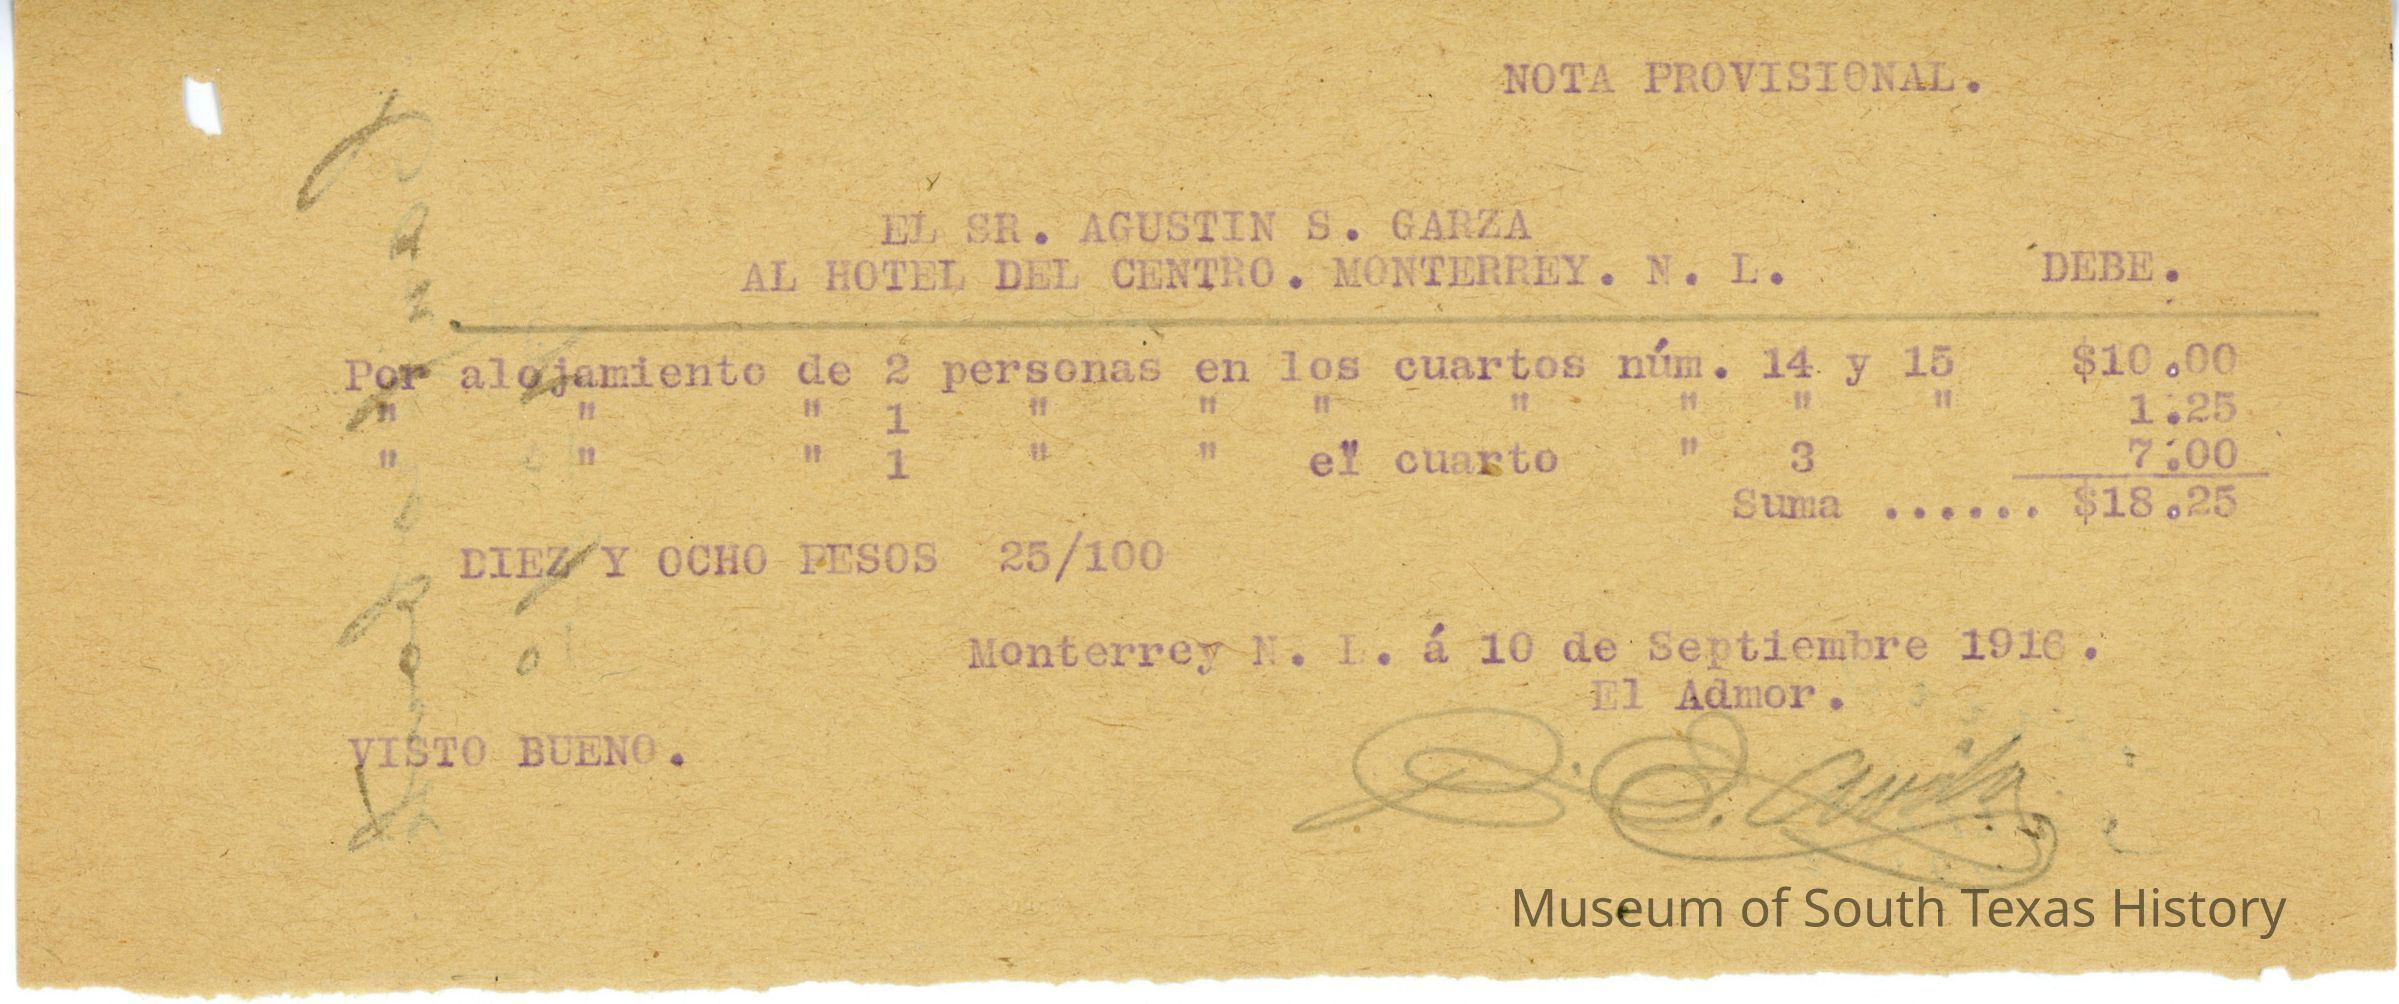 NOTA PROVISIONAL.
EL SR. AGUSTIN S. GARZA
AL HOTEL DEL CENTRO. MONTERREY. N. L. DEBE.
Por alojamiento de 2 personas en los cuartos núm. 14 y 15 $10.00
" " " 1 " " " " " " " 1.25
" " " 1 " " el cuarto " 3 7.00
Suma ...... $18.25
DIEZ Y OCHO PESOS 25/100
Monterrey N. L. á 10 de Septiembre 1916.
El Admor.
VISTO BUENO.
Museum of South Texas History